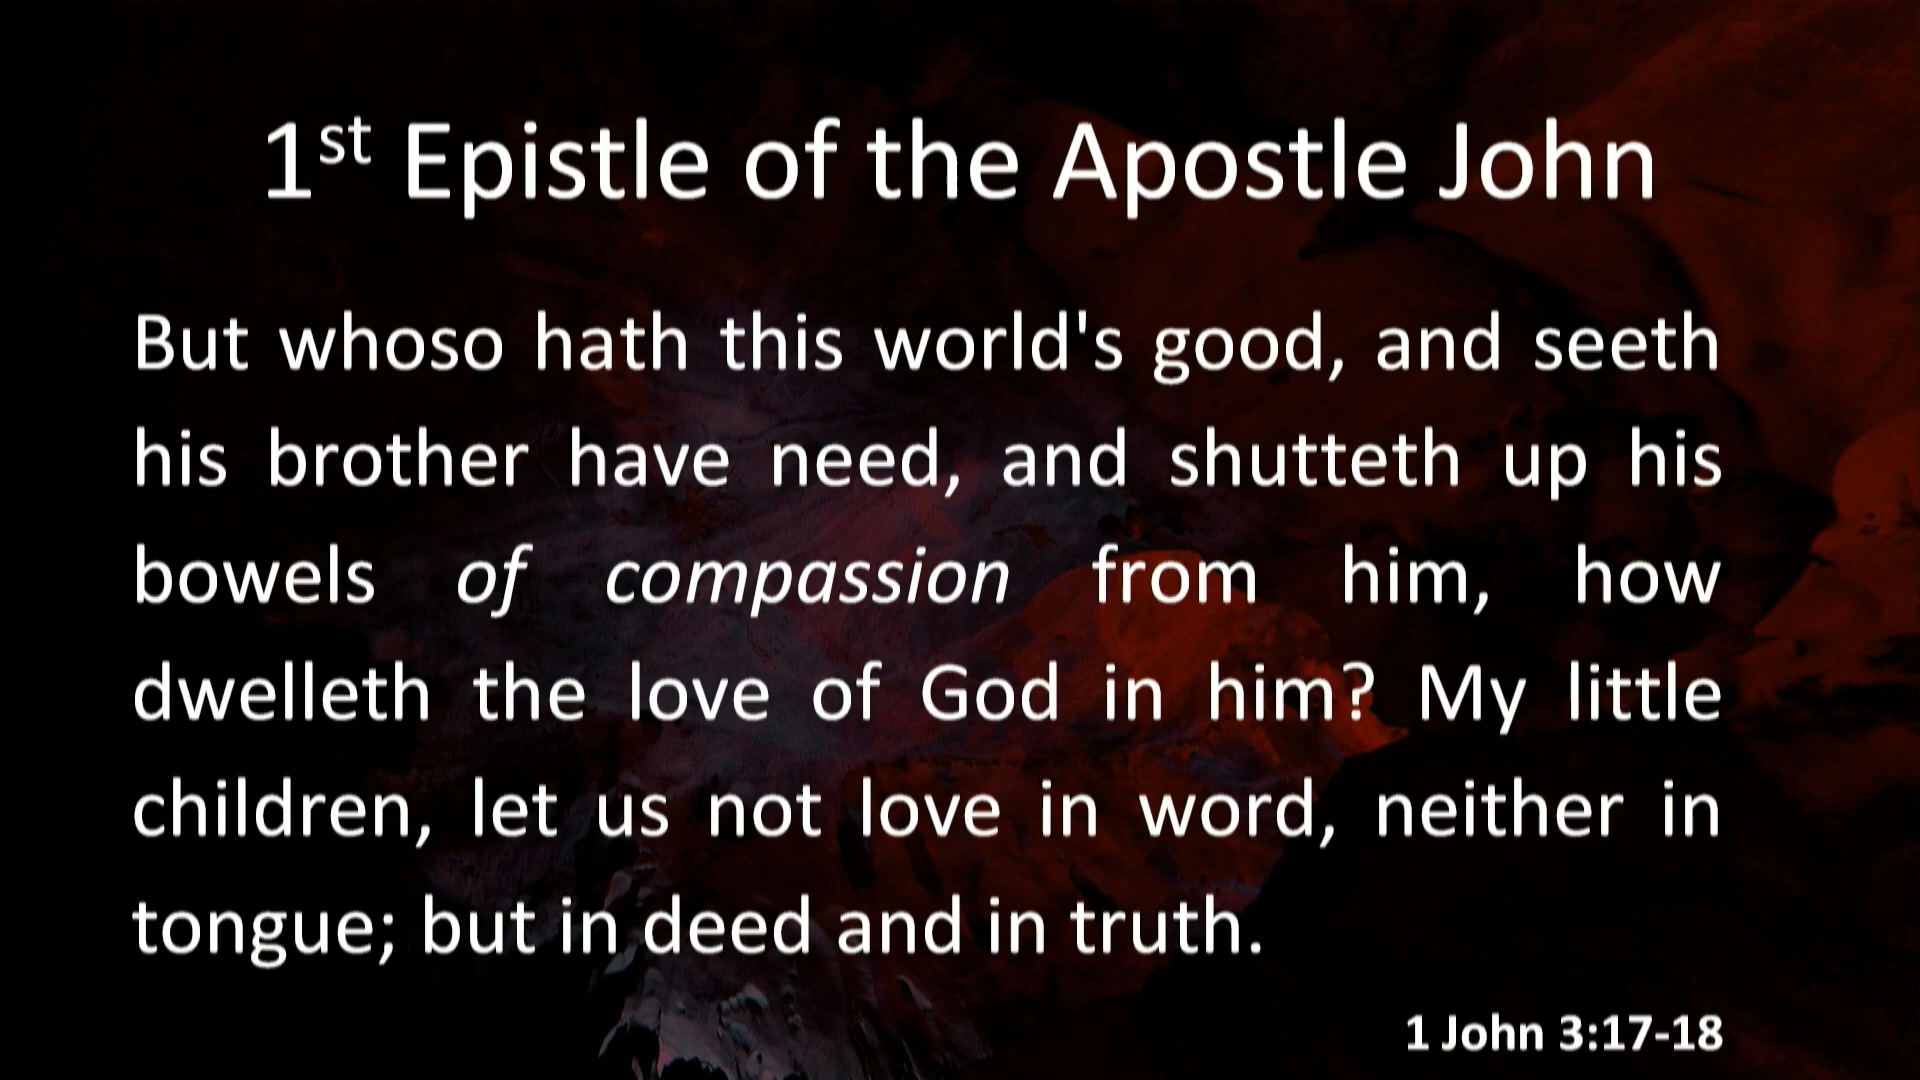 1st Epistle of the Apostle John
But whoso hath this world's good, and seeth
his brother have need, and shutteth up his
bowels of compassion from him, how
dwelleth the love of God in him? My little
children, let us not love in word, neither in
tongue; but in deed and in truth.
1 John 3:17-18